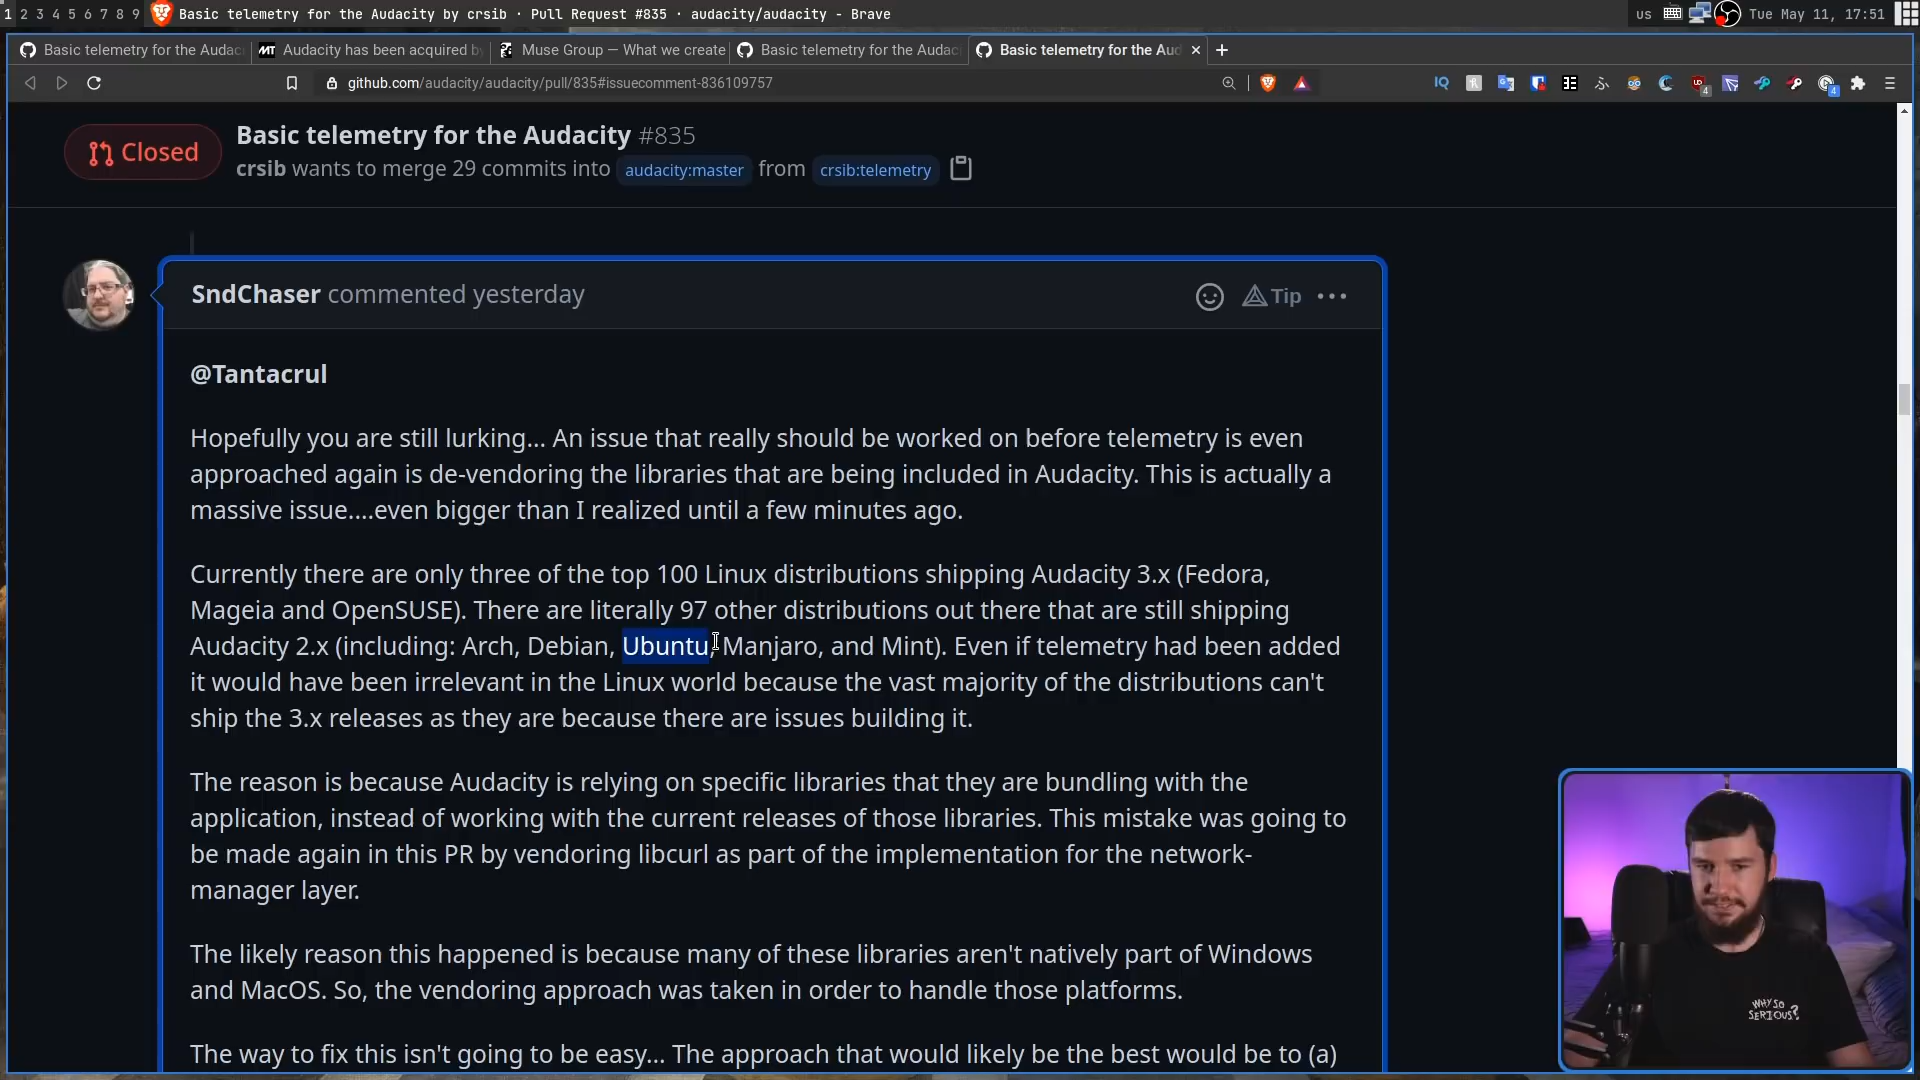 1 2 3 4 5 6 7 8 9 Basic telemetry for the Audacity by crsib · Pull Request #835 · audacity/audacity - Brave
us Tue May 11, 17:51
Basic telemetry for the Audac
MT Audacity has been acquired by
Muse Group — What we create
Basic telemetry for the Audac
Basic telemetry for the Aud
github.com/audacity/audacity/pull/835#issuecomment-836109757
Closed
Basic telemetry for the Audacity #835
crsib wants to merge 29 commits into audacity:master from crsib:telemetry
SndChaser commented yesterday
Tip
@Tantacrul
Hopefully you are still lurking... An issue that really should be worked on before telemetry is even
approached again is de-vendoring the libraries that are being included in Audacity. This is actually a
massive issue....even bigger than I realized until a few minutes ago.
Currently there are only three of the top 100 Linux distributions shipping Audacity 3.x (Fedora,
Mageia and OpenSUSE). There are literally 97 other distributions out there that are still shipping
Audacity 2.x (including: Arch, Debian, Ubuntu, Manjaro, and Mint). Even if telemetry had been added
it would have been irrelevant in the Linux world because the vast majority of the distributions can't
ship the 3.x releases as they are because there are issues building it.
The reason is because Audacity is relying on specific libraries that they are bundling with the
application, instead of working with the current releases of those libraries. This mistake was going to
be made again in this PR by vendoring libcurl as part of the implementation for the network-
manager layer.
The likely reason this happened is because many of these libraries aren't natively part of Windows
and MacOS. So, the vendoring approach was taken in order to handle those platforms.
The way to fix this isn't going to be easy... The approach that would likely be the best would be to (a)
WHY SO
SERIOUS?